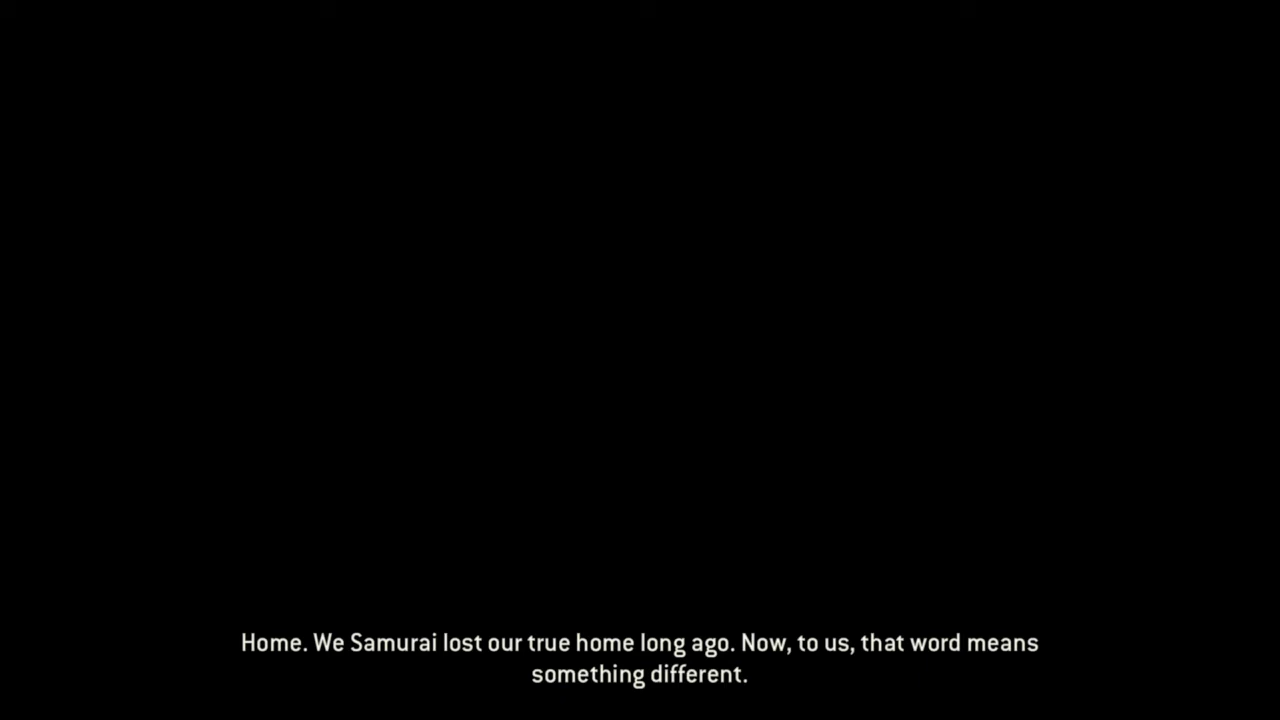 Home. We Samurai lost our true home long ago. Now, to us, that word means
something different.